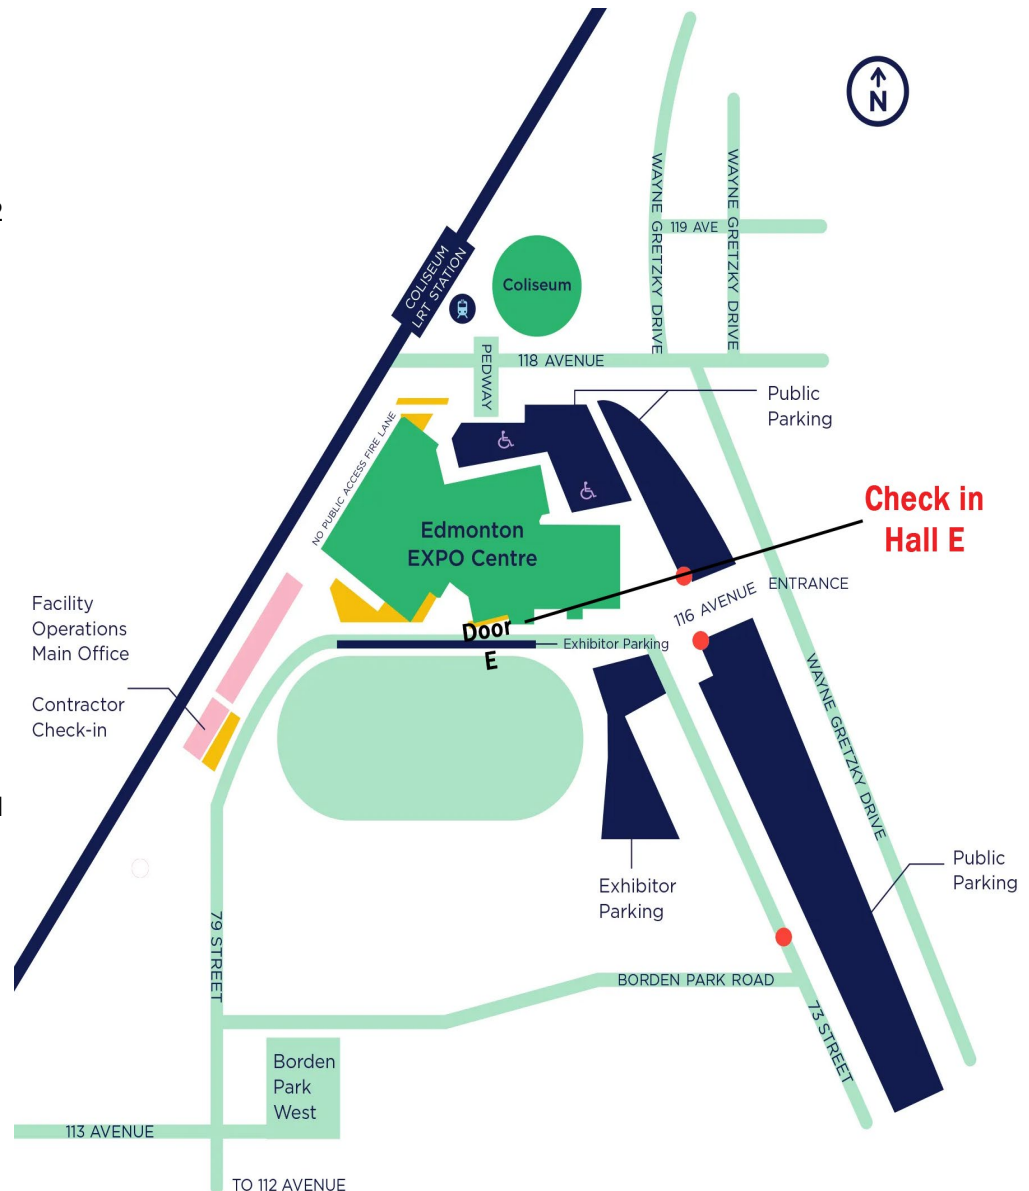 N
2
WAYNE GRETZKY DRIVE
WAYNE GRETZKY DRIVE
119 AVE
COLISEUM
LRT STATION
Coliseum
PEDWAY
118 AVENUE
Public
Parking
NO PUBLIC ACCESS FIRE LANE
Check in
Hall E
Edmonton
EXPO Centre
116 AVENUE
ENTRANCE
Facility
Operations
Main Office
Door
E
Exhibitor Parking
Contractor
Check-in
WAYNE GRETZKY DRIVE
Exhibitor
Parking
Public
Parking
79 STREET
BORDEN PARK ROAD
73 STREET
Borden
Park
West
113 AVENUE
TO 112 AVENUE